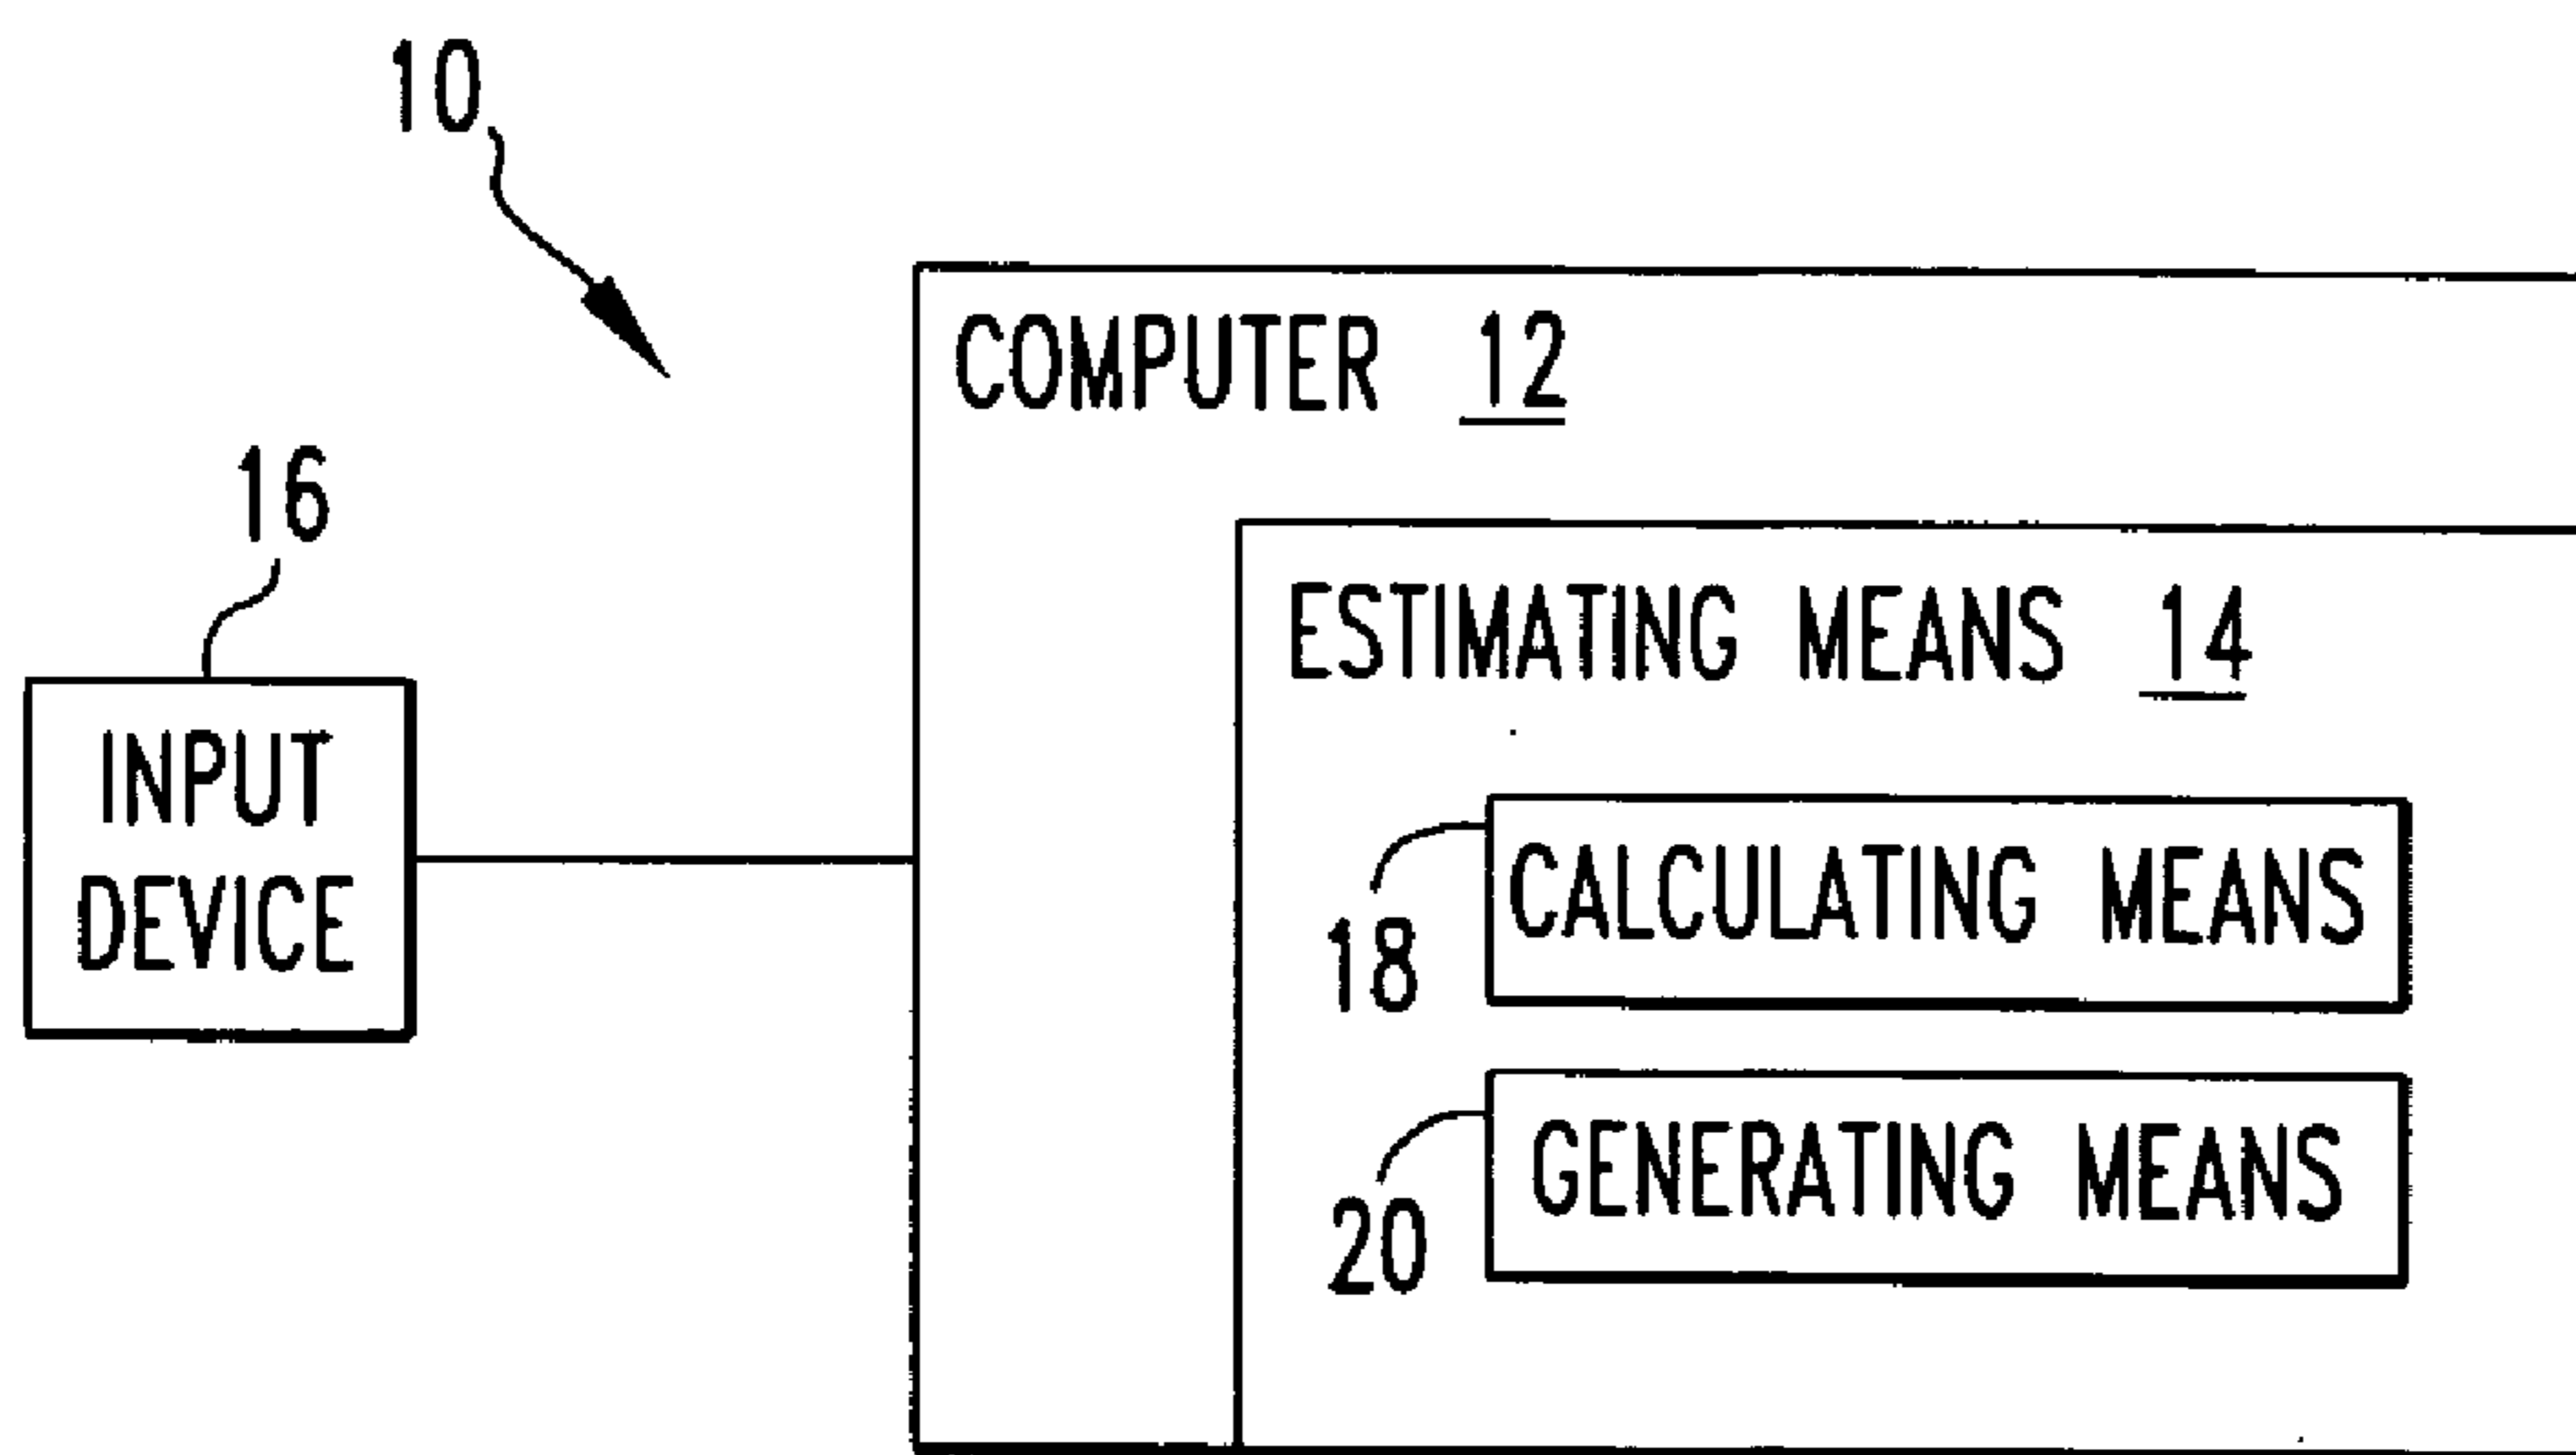 10
COMPUTER 12
16
ESTIMATING MEANS 14
INPUT
DEVICE
CALCULATING MEANS
18
GENERATING MEANS
20